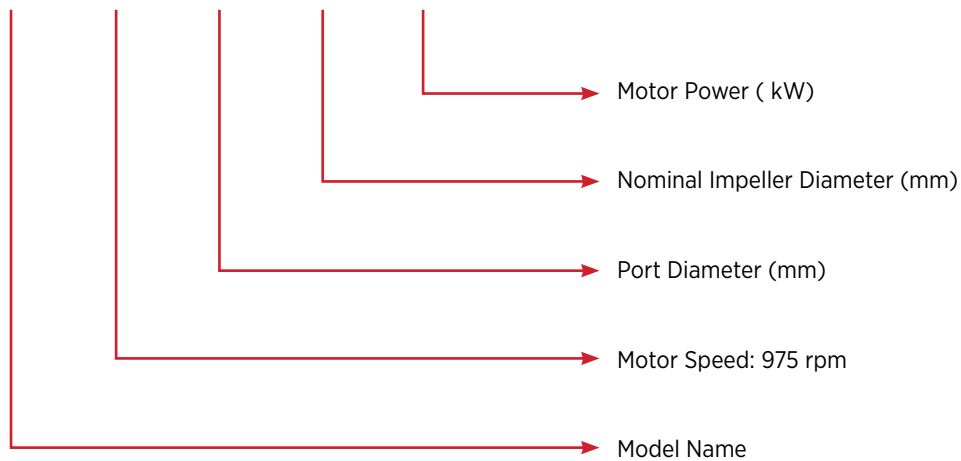 Motor Power ( kW)
Nominal Impeller Diameter (mm)
Port Diameter (mm)
Motor Speed: 975 rpm
Model Name